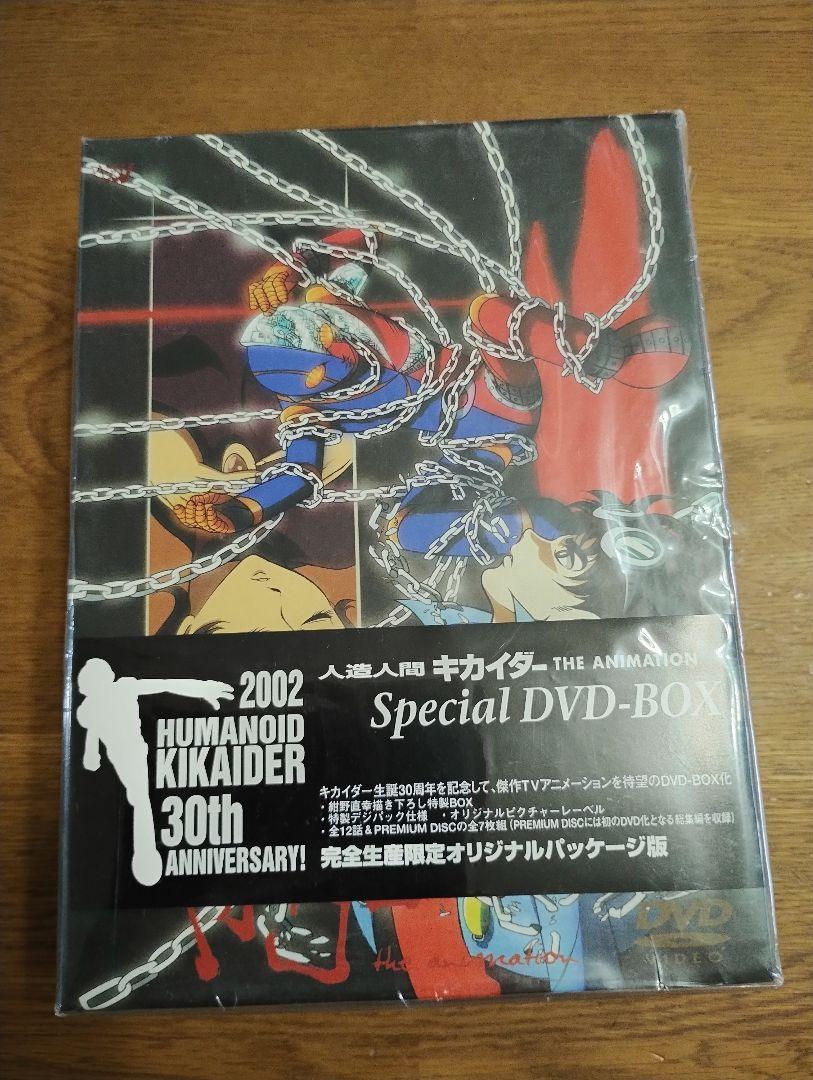 人造人間 キカイダー THE ANIMATION
Special DVD-BOX
2002
HUMANOID
KIKAIDER
30th
ANNIVERSARY!
キカイダー生誕30周年を記念して、傑作TVアニメーションを待望のDVD-BOX化
・紺野直幸描き下ろし特製BOX
・特製デジパック仕様 ・オリジナルピクチャーレーベル
・全12話&PREMIUM DISCの全7枚組(PREMIUM DISCには初のDVD化となる総集編を収録)
完全生産限定オリジナルパッケージ版
the animation
DVD
VIDEO